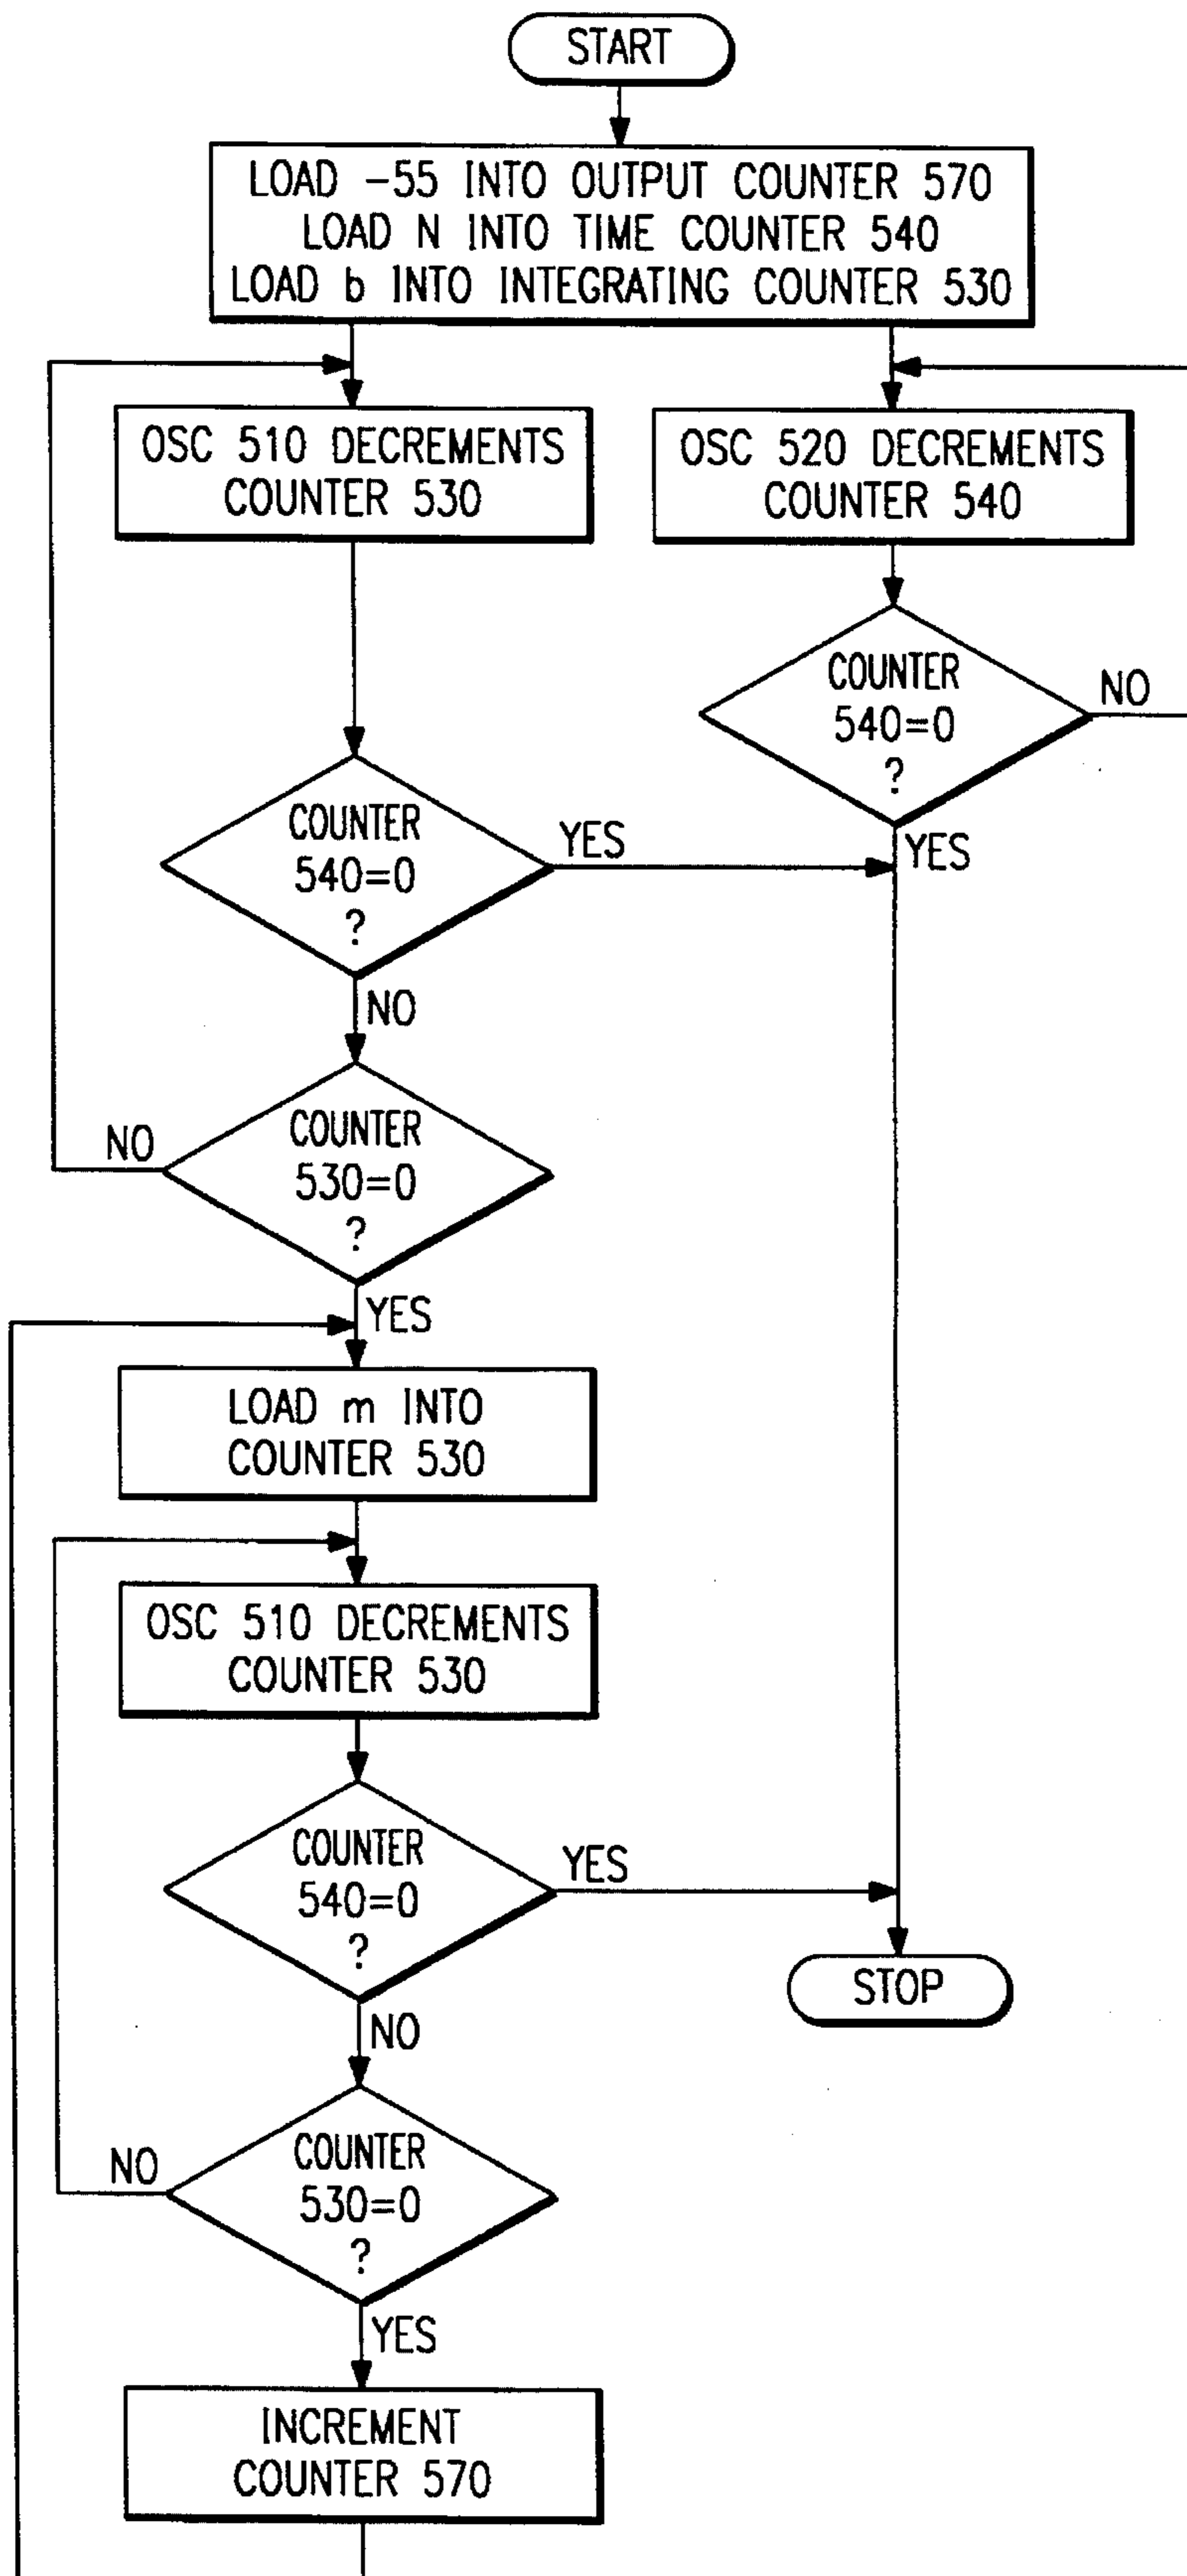 START
LOAD -55 INTO OUTPUT COUNTER 570
LOAD N INTO TIME COUNTER 540
LOAD b INTO INTEGRATING COUNTER 530
OSC 510 DECREMENTS
COUNTER 530
OSC 520 DECREMENTS
COUNTER 540
COUNTER
540=0
?
NO
YES
COUNTER
540=0
?
YES
NO
COUNTER
530=0
?
NO
YES
LOAD m INTO
COUNTER 530
OSC 510 DECREMENTS
COUNTER 530
COUNTER
540=0
?
YES
STOP
NO
COUNTER
530=0
?
NO
YES
INCREMENT
COUNTER 570